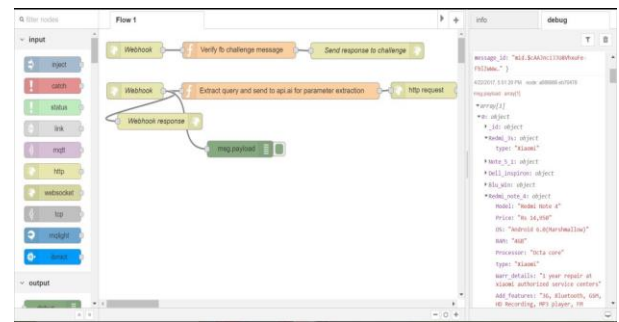 filter nodes
Flow 1
info
debug
input
inject
catch
status
link
mqtt
http
websocket
tcp
mqlight
output
Webhook
Verify fb challenge message
Send response to challenge
Webhook
Extract query and send to api.ai for parameter extraction
http request
Webhook response
msg.payload
msg.payload: array[1]
array[1]
0: object
_id: object
Redmi_3s: object
type: "Xiaomi"
Note_5_i: object
Dell_inspiron: object
Redmi_note_4: object
Model: "Redmi Note 4"
Price: "Rs 10,950"
OS: "Android 6.0(Marshmallow)"
RAM: "4GB"
Processor: "Octa core"
type: "Xiaomi"
Warr_details: "1 year repair at
xiaomi authorized service centers"
Add_features: "3G, Bluetooth, GSM,
HD Recording, MP3 player, FM